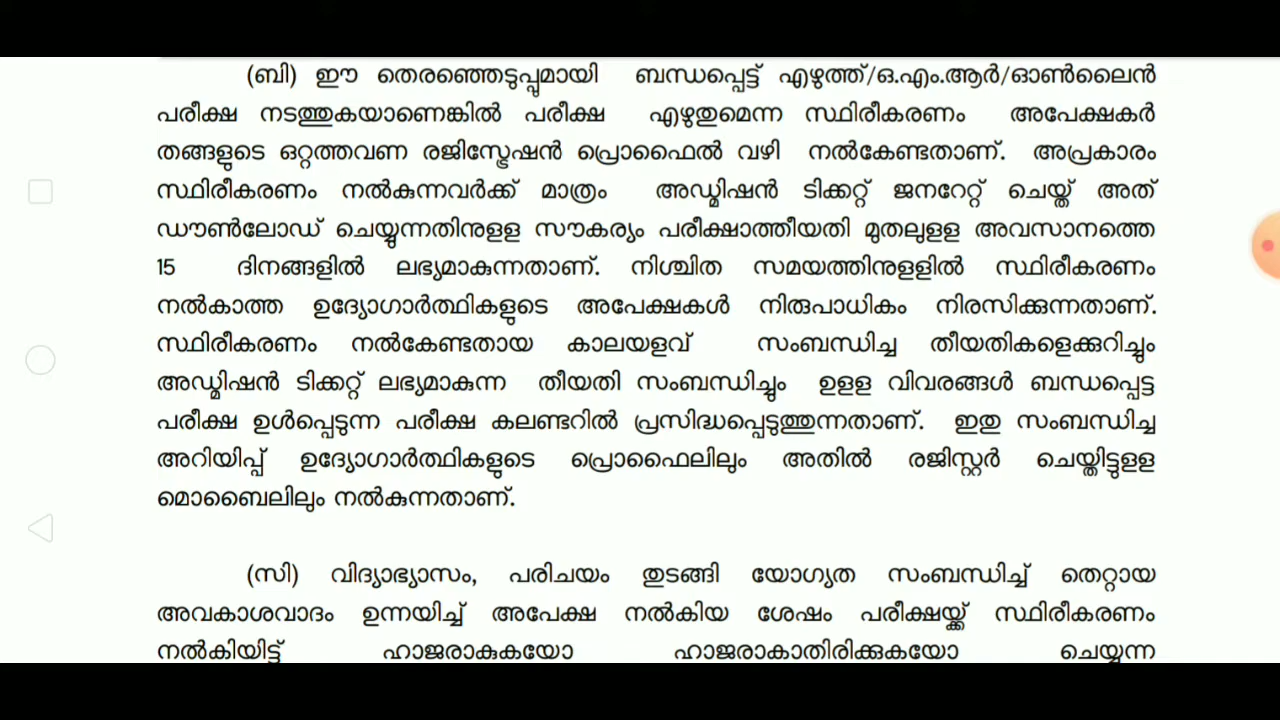 (ബി) ഈ തെരഞ്ഞെടുപ്പുമായി ബന്ധപ്പെട്ട് എഴുത്ത്/ഒ.എം.ആർ/ഓൺലൈൻ
പരീക്ഷ നടത്തുകയാണെങ്കിൽ പരീക്ഷ എഴുതുമെന്ന സ്ഥിരീകരണം അപേക്ഷകർ
തങ്ങളുടെ ഒറ്റത്തവണ രജിസ്ട്രേഷൻ പ്രൊഫൈൽ വഴി നൽകേണ്ടതാണ്. അപ്രകാരം
സ്ഥിരീകരണം നൽകുന്നവർക്ക് മാത്രം അഡ്മിഷൻ ടിക്കറ്റ് ജനറേറ്റ് ചെയ്ത് അത്
ഡൗൺലോഡ് ചെയ്യുന്നതിനുളള സൗകര്യം പരീക്ഷാത്തീയതി മുതലുളള അവസാനത്തെ
15 ദിനങ്ങളിൽ ലഭ്യമാകുന്നതാണ്. നിശ്ചിത സമയത്തിനുളളിൽ സ്ഥിരീകരണം
നൽകാത്ത ഉദ്യോഗാർത്ഥികളുടെ അപേക്ഷകൾ നിരുപാധികം നിരസിക്കുന്നതാണ്.
സ്ഥിരീകരണം നൽകേണ്ടതായ കാലയളവ് സംബന്ധിച്ച തീയതികളെക്കുറിച്ചും
അഡ്മിഷൻ ടിക്കറ്റ് ലഭ്യമാകുന്ന തീയതി സംബന്ധിച്ചും ഉളള വിവരങ്ങൾ ബന്ധപ്പെട്ട
പരീക്ഷ ഉൾപ്പെടുന്ന പരീക്ഷ കലണ്ടറിൽ പ്രസിദ്ധപ്പെടുത്തുന്നതാണ്. ഇതു സംബന്ധിച്ച
അറിയിപ്പ് ഉദ്യോഗാർത്ഥികളുടെ പ്രൊഫൈലിലും അതിൽ രജിസ്റ്റർ ചെയ്തിട്ടുളള
മൊബൈലിലും നൽകുന്നതാണ്.
(സി) വിദ്യാഭ്യാസം, പരിചയം തുടങ്ങി യോഗ്യത സംബന്ധിച്ച് തെറ്റായ
അവകാശവാദം ഉന്നയിച്ച് അപേക്ഷ നൽകിയ ശേഷം പരീക്ഷയ്ക്ക് സ്ഥിരീകരണം
നൽകിയിട്ട് ഹാജരാകുകയോ ഹാജരാകാതിരിക്കുകയോ ചെയ്യുന്ന